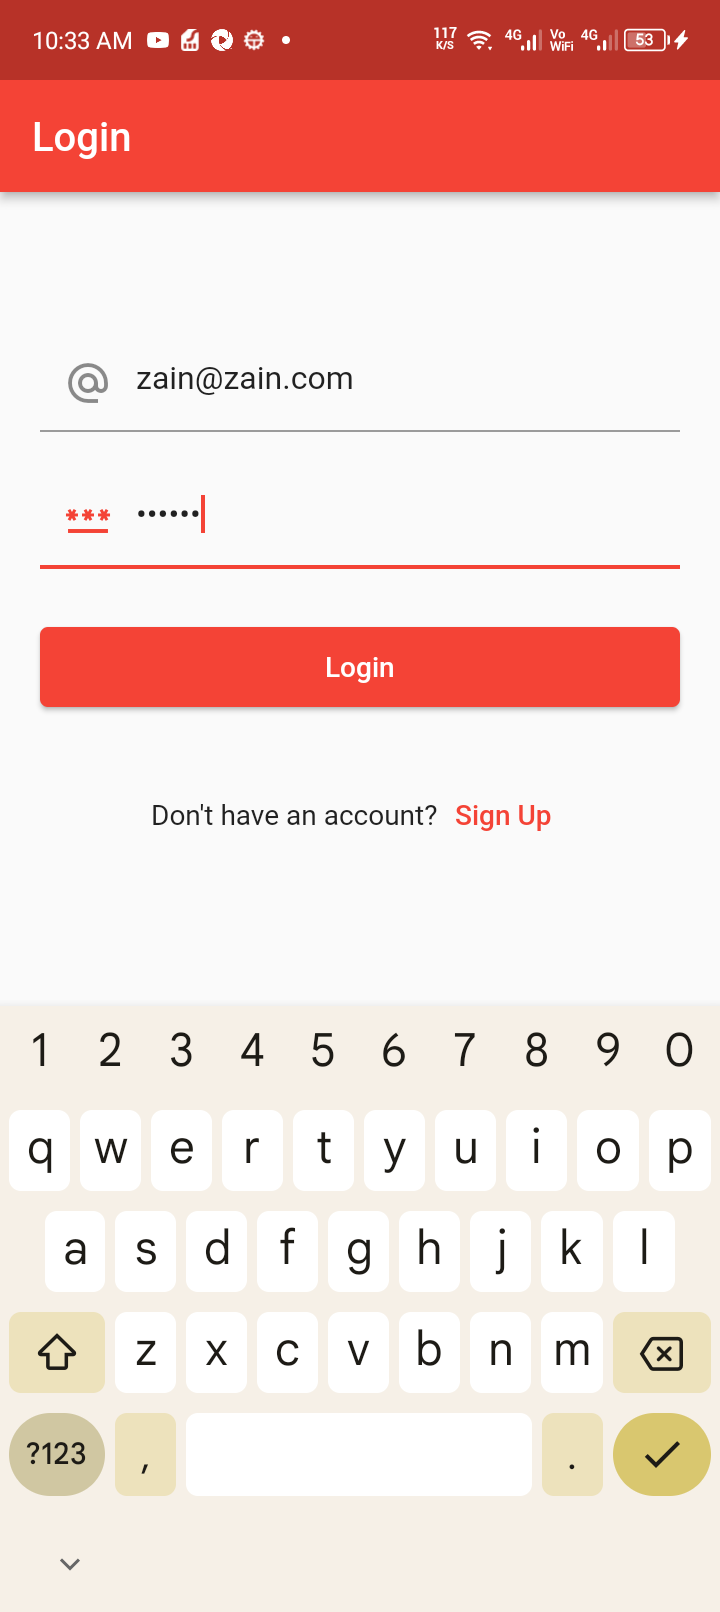 10:33 AM 117 K/S 4G Vo WiFi 4G 53
Login
zain@zain.com
***
••••••
Login
Don't have an account? Sign Up
1 2 3 4 5 6 7 8 9 0
q w e r t y u i o p
a s d f g h j k l
z x c v b n m
?123 , .